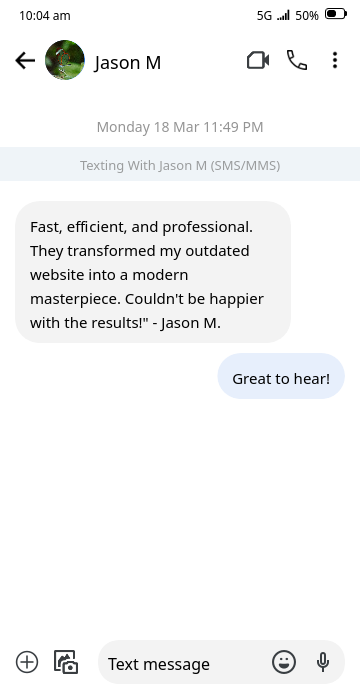 10:04 am 5G 50%
Jason M
Monday 18 Mar 11:49 PM
Texting With Jason M (SMS/MMS)
Fast, efficient, and professional.
They transformed my outdated
website into a modern
masterpiece. Couldn't be happier
with the results!" - Jason M.
Great to hear!
Text message